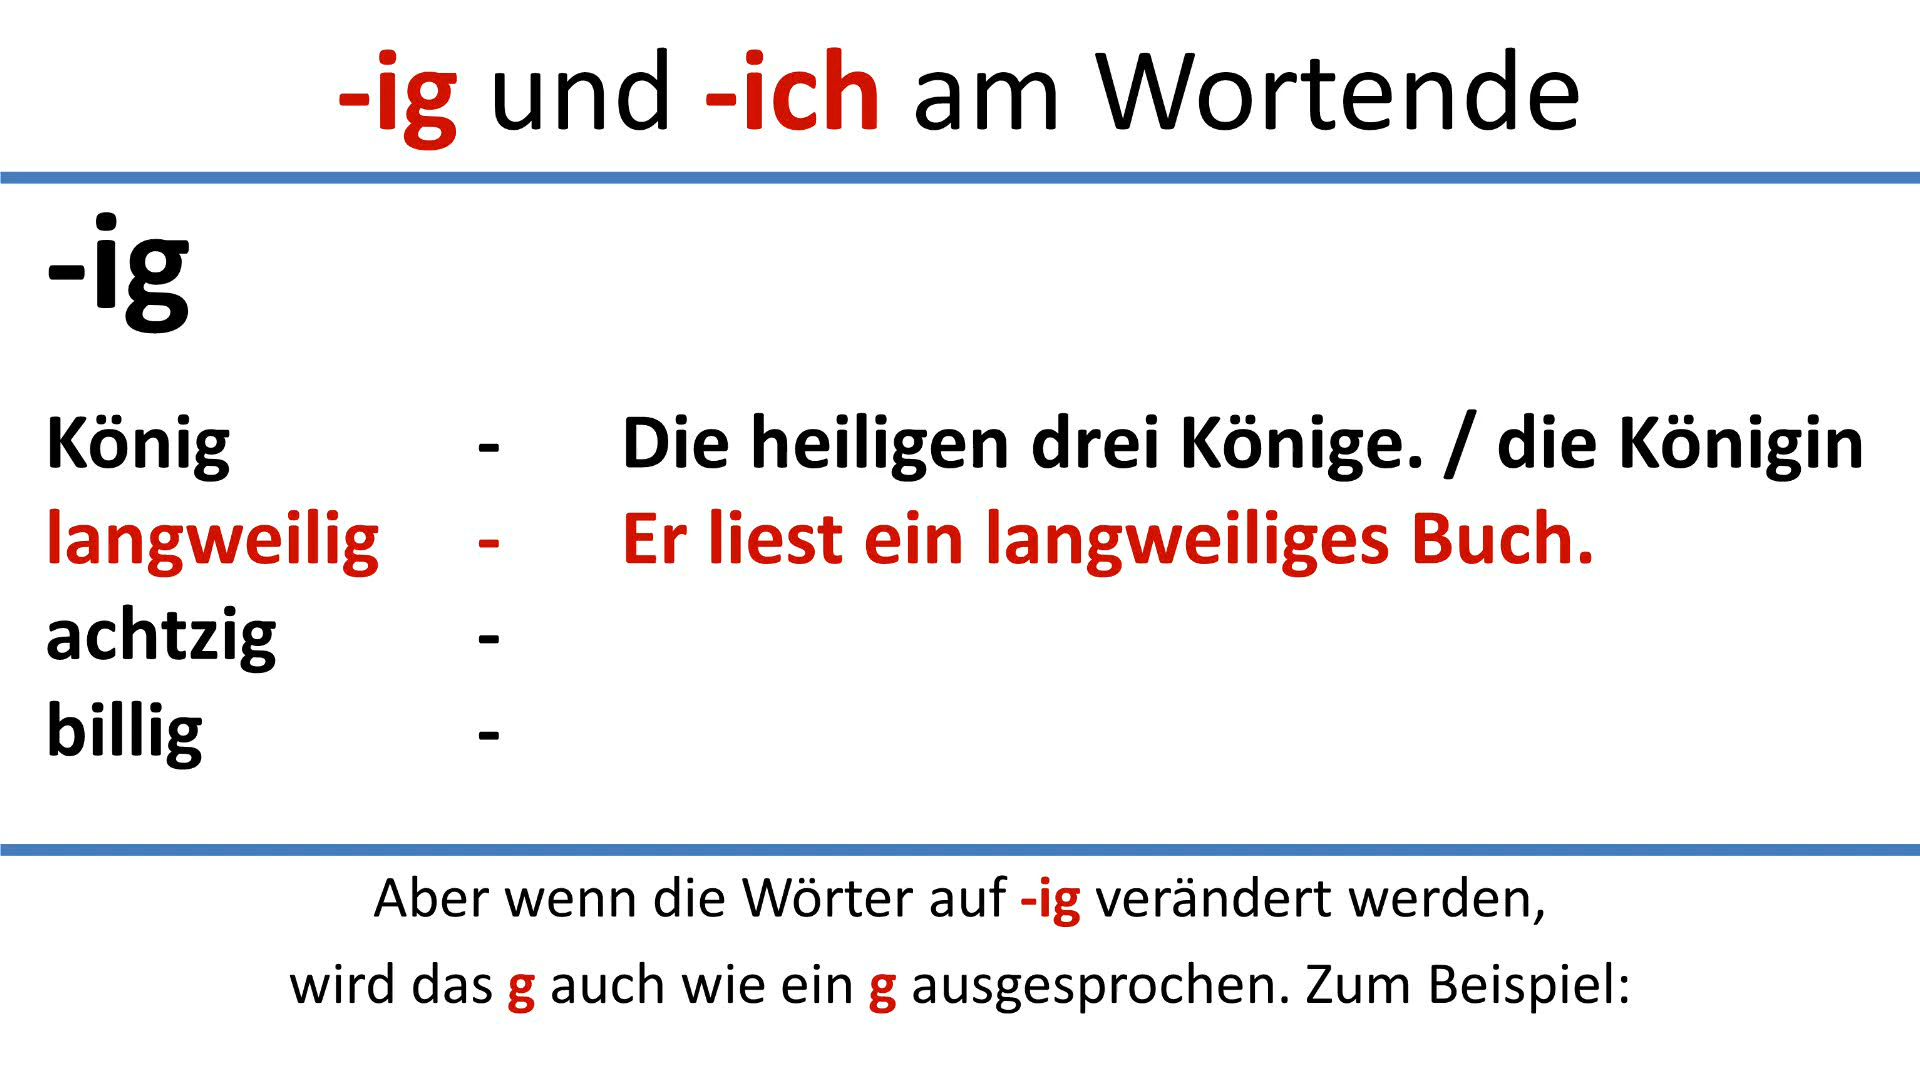 -ig und -ich am Wortende
-ig
König - Die heiligen drei Könige. / die Königin
langweilig - Er liest ein langweiliges Buch.
achtzig -
billig -
Aber wenn die Wörter auf -ig verändert werden,
wird das g auch wie ein g ausgesprochen. Zum Beispiel: